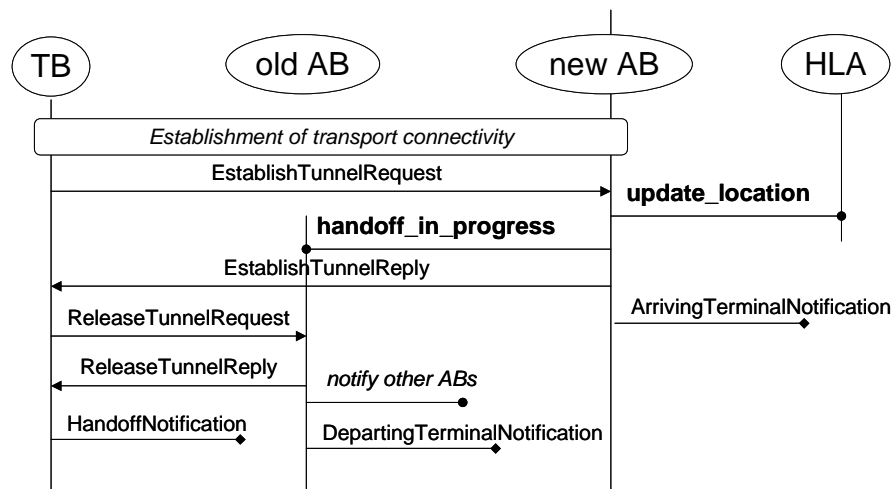 TB
old AB
new AB
HLA
Establishment of transport connectivity
EstablishTunnelRequest
update_location
handoff_in_progress
EstablishTunnelReply
ArrivingTerminalNotification
ReleaseTunnelRequest
ReleaseTunnelReply
notify other ABs
HandoffNotification
DepartingTerminalNotification